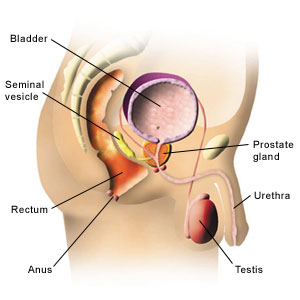 Bladder
Seminal
vesicle
Prostate
gland
Urethra
Rectum
Anus
Testis